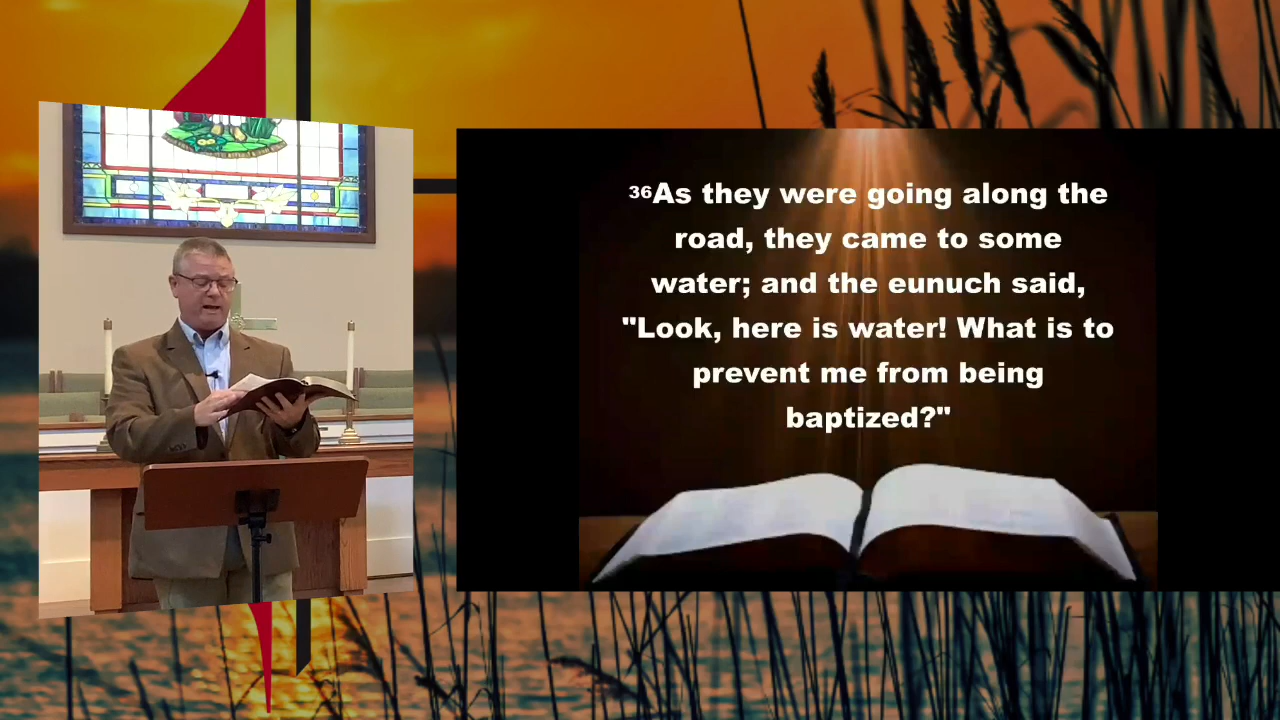 36As they were going along the
road, they came to some
water; and the eunuch said,
"Look, here is water! What is to
prevent me from being
baptized?"